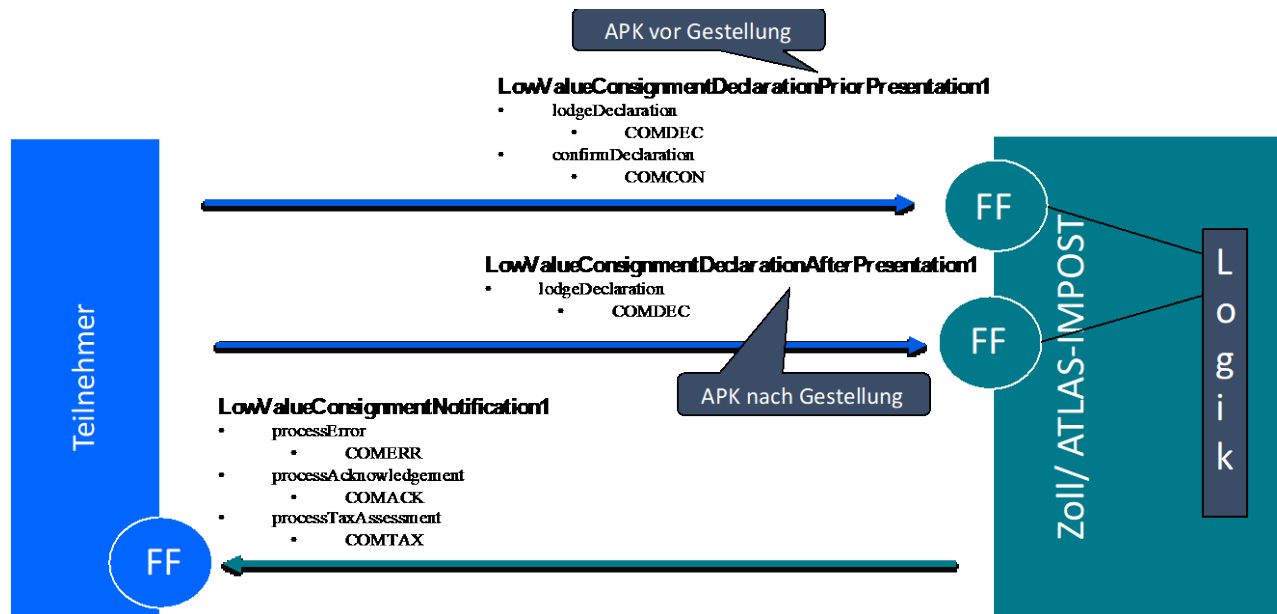 APK vor Gestellung
LowValueConsignmentDeclarationPriorPresentation1
• lodgeDeclaration
• COMDEC
• confirmDeclaration
• COMCON
FF
LowValueConsignmentDeclarationAfterPresentation1
• lodgeDeclaration
• COMDEC
FF
APK nach Gestellung
LowValueConsignmentNotification1
• processError
• COMERR
• processAcknowledgement
• COMACK
• processTaxAssessment
• COMTAX
FF
Teilnehmer
Zoll/ ATLAS-IMPOST
L
o
g
i
k